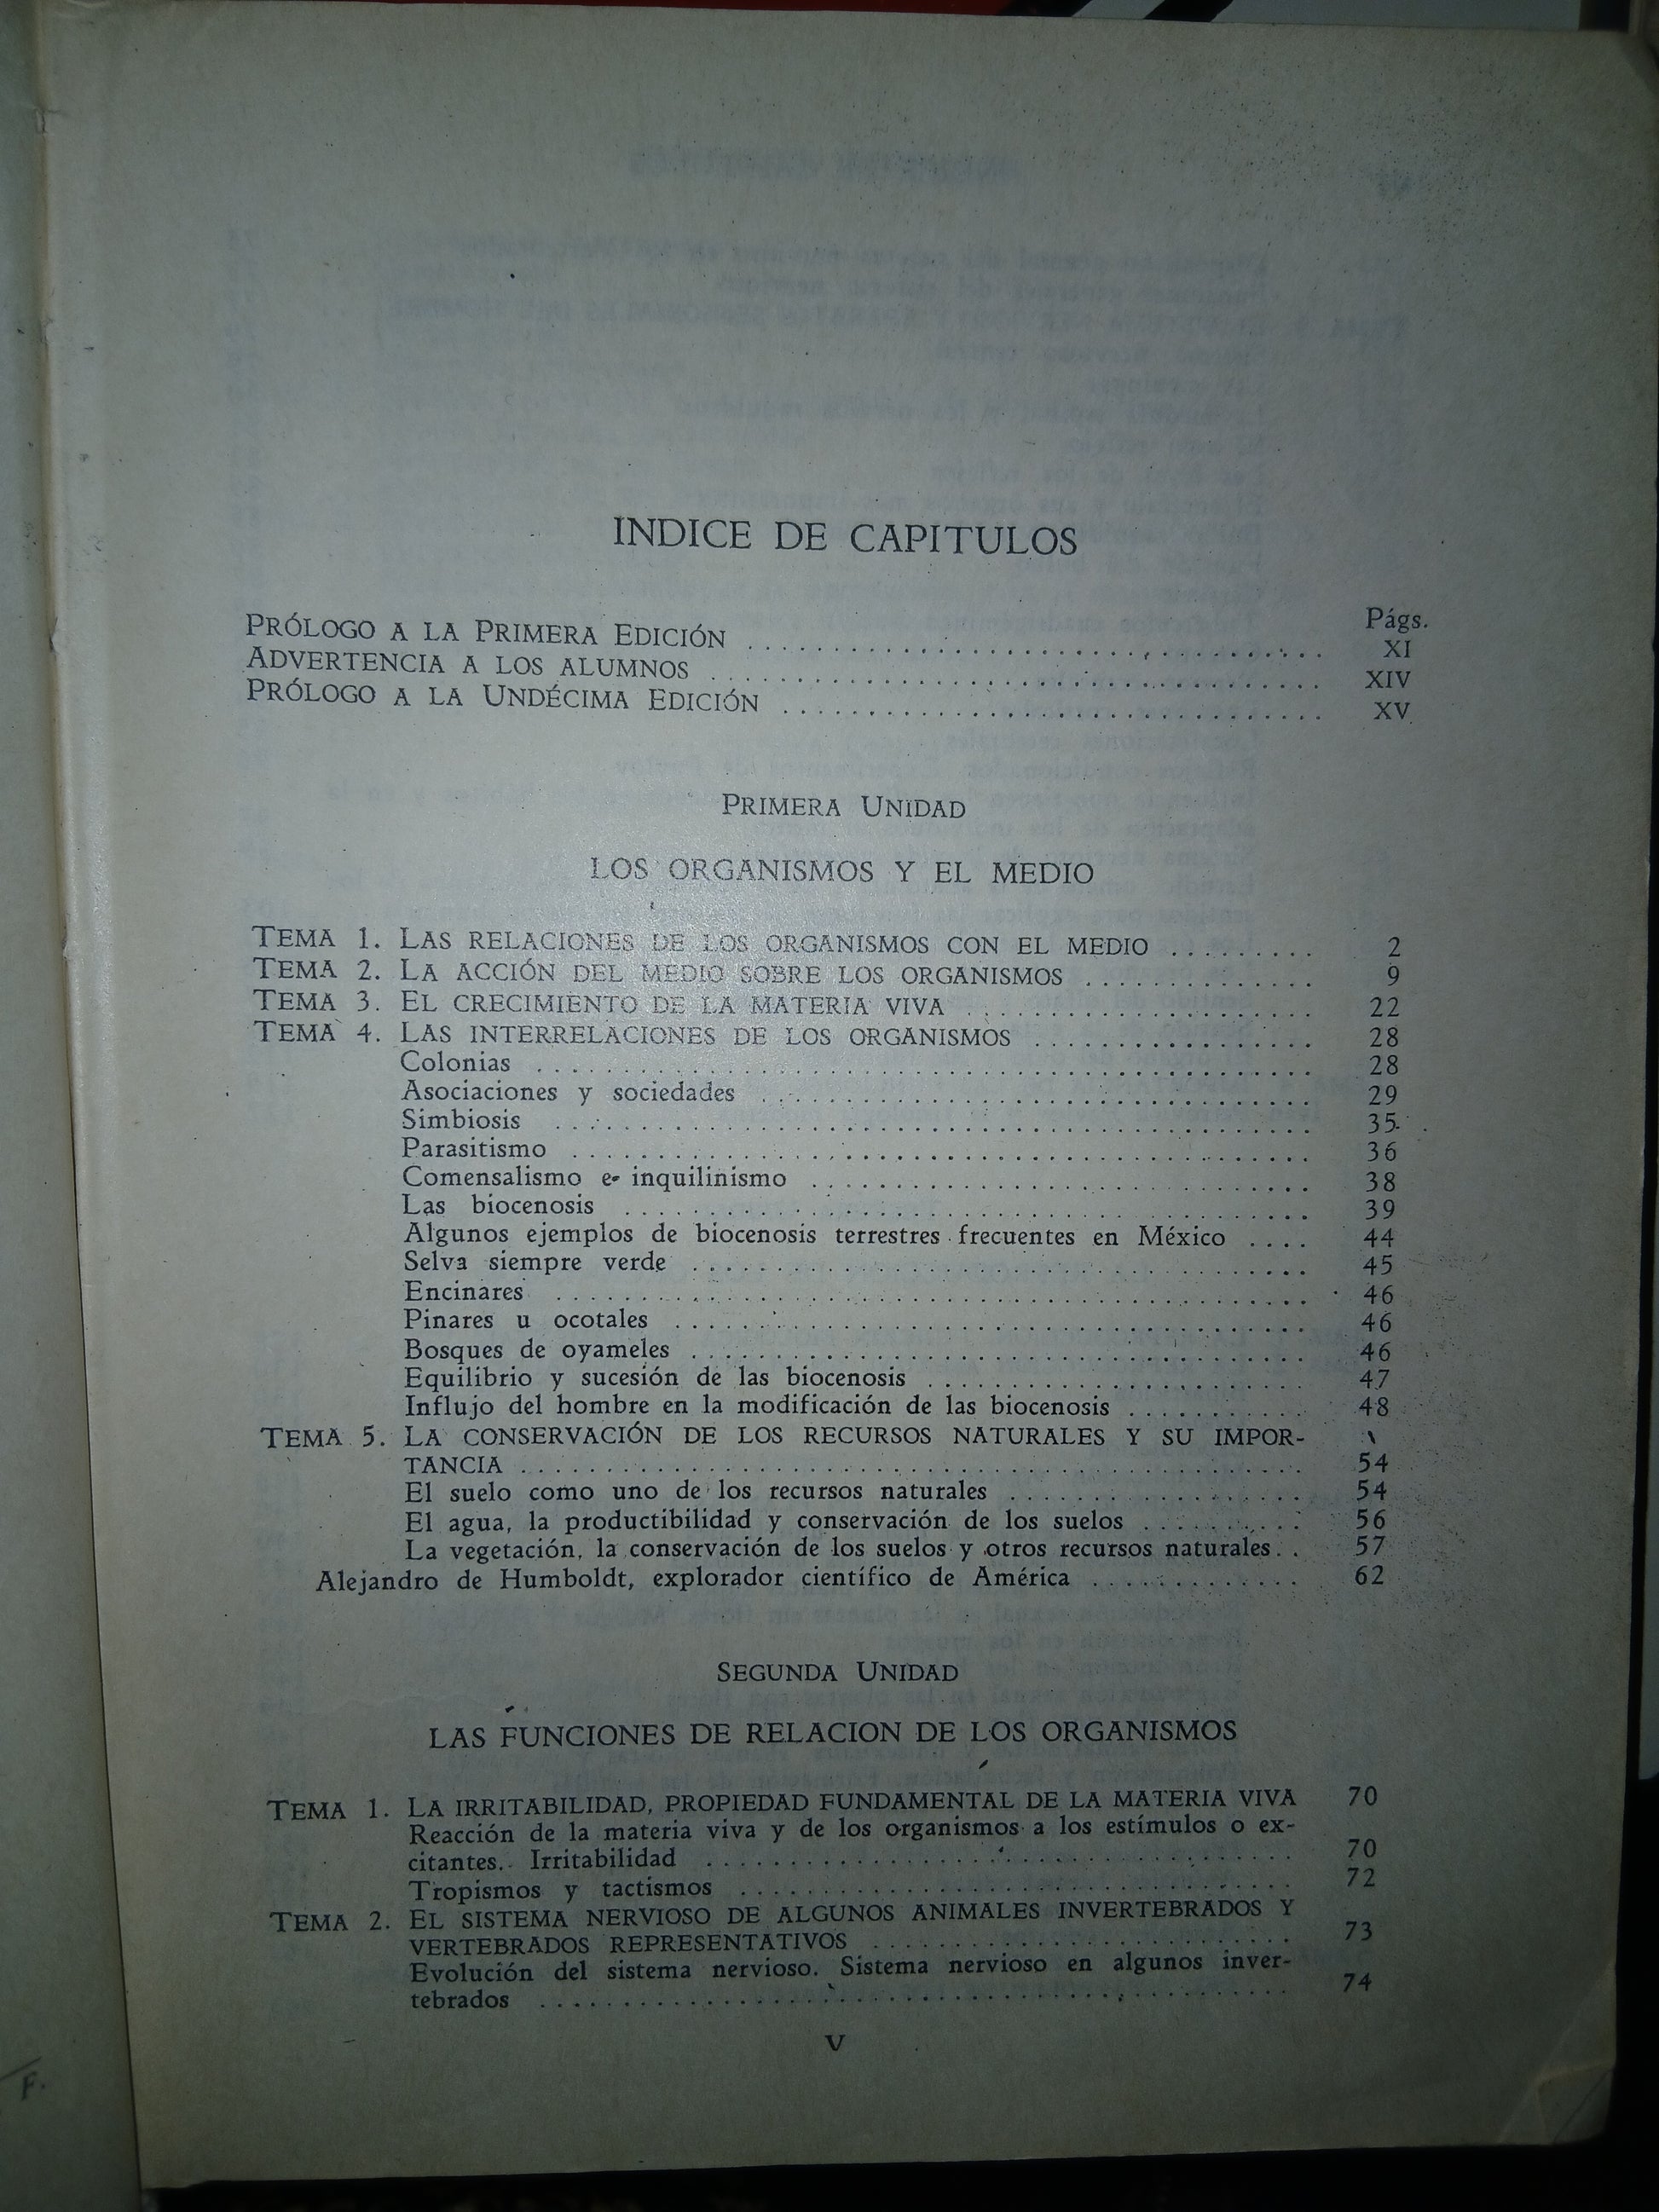 INDICE DE CAPITULOS
Págs.
PRÓLOGO A LA PRIMERA EDICIÓN XI
ADVERTENCIA A LOS ALUMNOS XIV
PRÓLOGO A LA UNDÉCIMA EDICIÓN XV
PRIMERA UNIDAD
LOS ORGANISMOS Y EL MEDIO
TEMA 1. LAS RELACIONES DE LOS ORGANISMOS CON EL MEDIO 2
TEMA 2. LA ACCIÓN DEL MEDIO SOBRE LOS ORGANISMOS 9
TEMA 3. EL CRECIMIENTO DE LA MATERIA VIVA 22
TEMA 4. LAS INTERRELACIONES DE LOS ORGANISMOS 28
Colonias 28
Asociaciones y sociedades 29
Simbiosis 35
Parasitismo 36
Comensalismo e inquilinismo 38
Las biocenosis 39
Algunos ejemplos de biocenosis terrestres frecuentes en México 44
Selva siempre verde 45
Encinares 46
Pinares u ocotales 46
Bosques de oyameles 46
Equilibrio y sucesión de las biocenosis 47
Influjo del hombre en la modificación de las biocenosis 48
TEMA 5. LA CONSERVACIÓN DE LOS RECURSOS NATURALES Y SU IMPOR-
TANCIA 54
El suelo como uno de los recursos naturales 54
El agua, la productibilidad y conservación de los suelos 56
La vegetación, la conservación de los suelos y otros recursos naturales 57
Alejandro de Humboldt, explorador científico de América 62
SEGUNDA UNIDAD
LAS FUNCIONES DE RELACION DE LOS ORGANISMOS
TEMA 1. LA IRRITABILIDAD, PROPIEDAD FUNDAMENTAL DE LA MATERIA VIVA 70
Reacción de la materia viva y de los organismos a los estímulos o ex-
citantes. Irritabilidad 70
Tropismos y tactismos 72
TEMA 2. EL SISTEMA NERVIOSO DE ALGUNOS ANIMALES INVERTEBRADOS Y
VERTEBRADOS REPRESENTATIVOS 73
Evolución del sistema nervioso. Sistema nervioso en algunos inver-
tebrados 74
V
F.